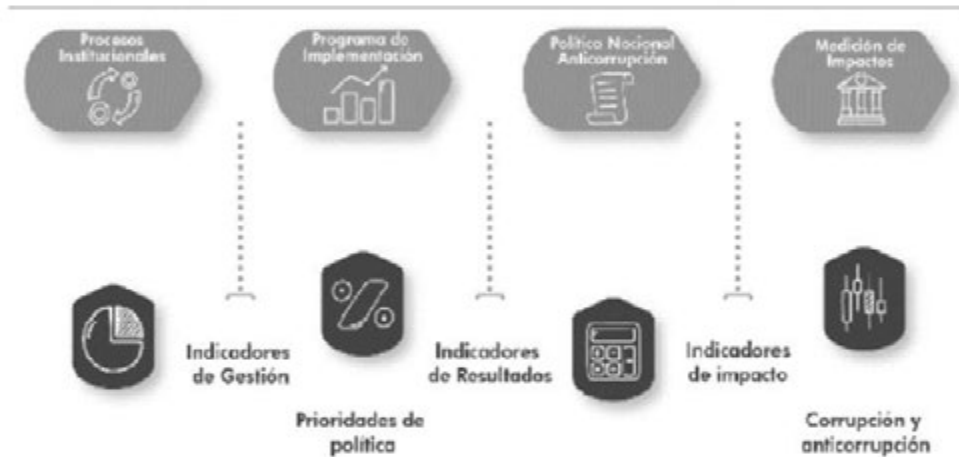 Procesos
Institucionales
Programa de
Implementación
Política Nacional
Anticorrupción
Medición de
Impactos
Indicadores
de Gestión
Indicadores
de Resultados
Indicadores
de impacto
Prioridades de
política
Corrupción y
anticorrupción